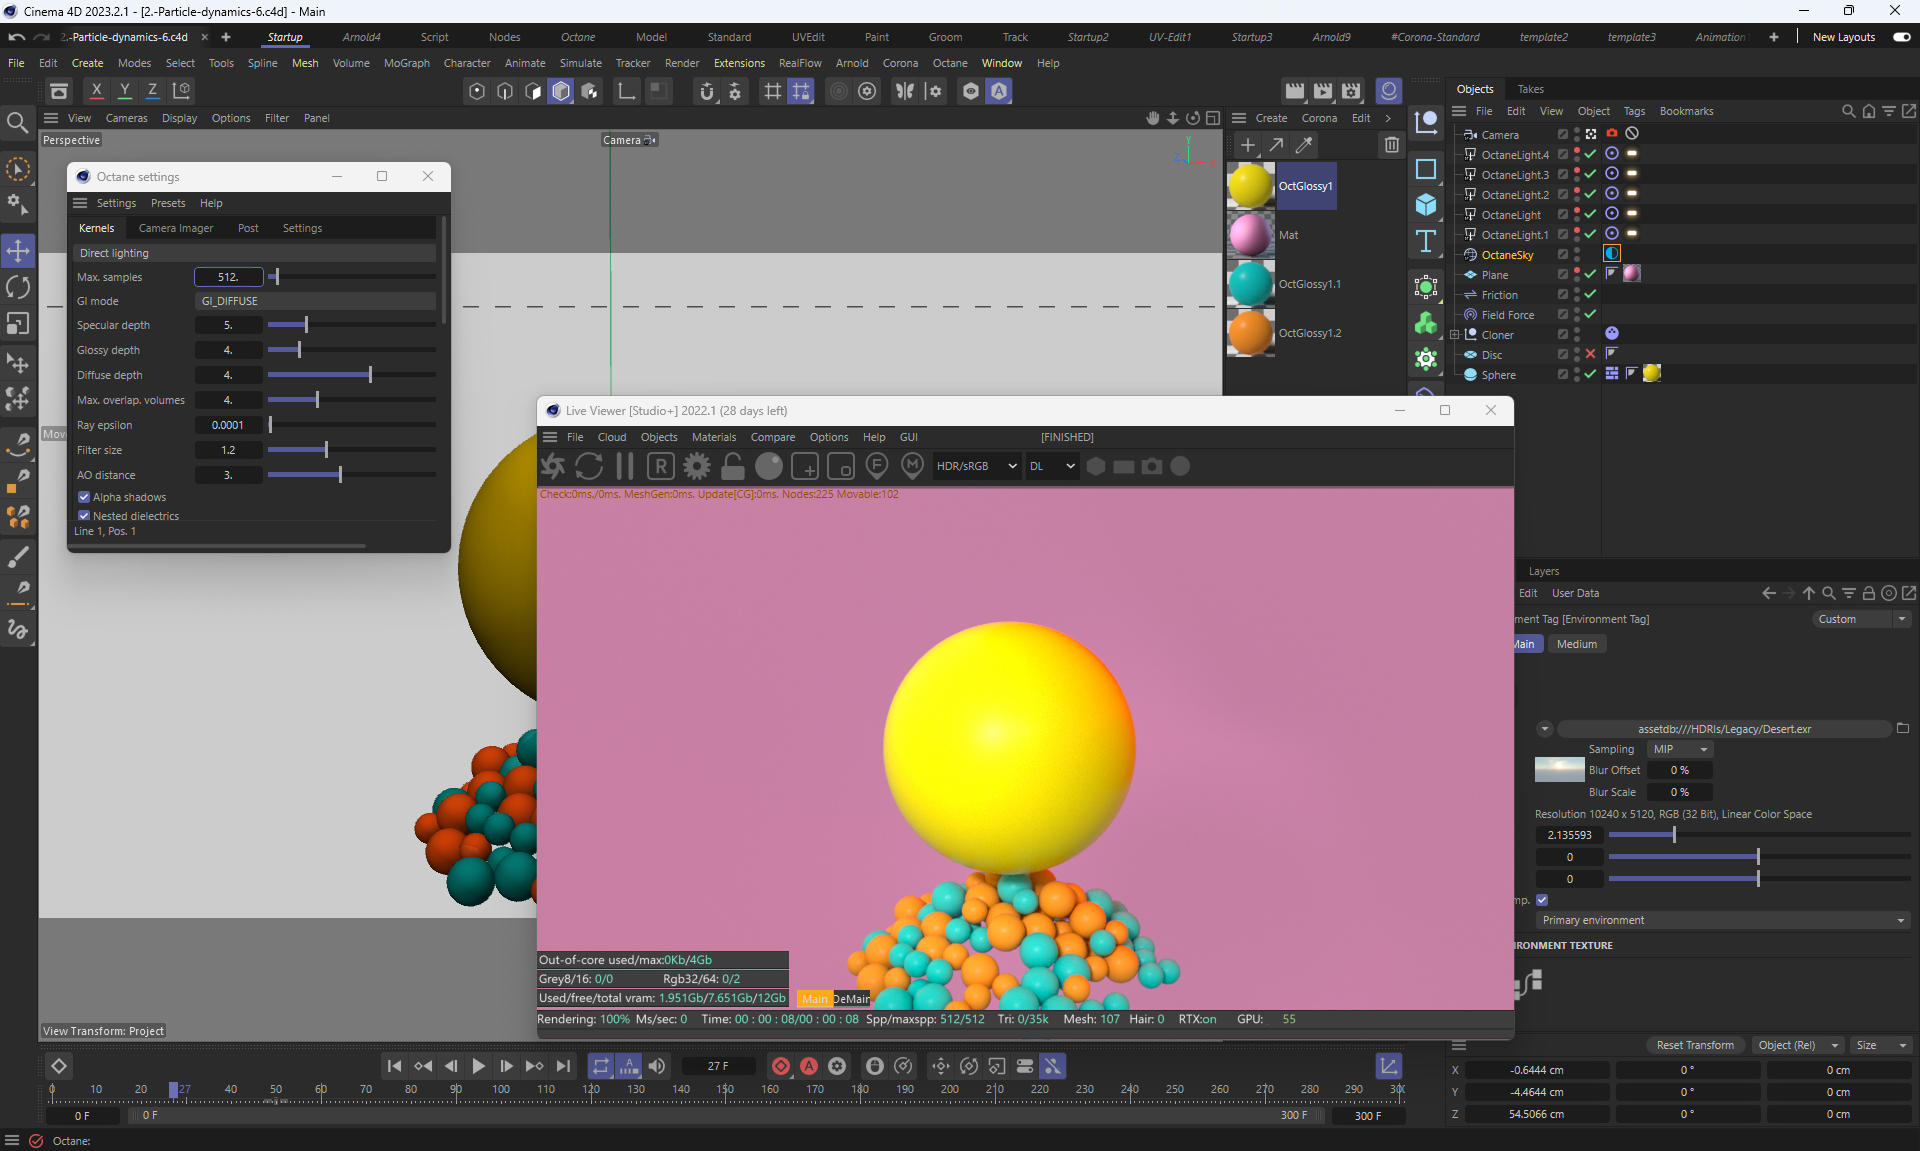 Cinema 4D 2023.2.1 - [2.-Particle-dynamics-6.c4d] - Main
2.-Particle-dynamics-6.c4d
Startup Arnold4 Script Nodes Octane Model Standard UVEdit Paint Groom Track Startup2 UV-Edit1 Startup3 Arnold9 #Corona-Standard template2 template3 Animation New Layouts
File Edit Create Modes Select Tools Spline Mesh Volume MoGraph Character Animate Simulate Tracker Render Extensions RealFlow Arnold Corona Octane Window Help
X Y Z
Objects Takes
View Cameras Display Options Filter Panel
Create Corona Edit
File Edit View Object Tags Bookmarks
Perspective
Camera
Octane settings
Settings Presets Help
Kernels Camera Imager Post Settings
Direct lighting
Max. samples 512.
GI mode GI_DIFFUSE
Specular depth 5.
Glossy depth 4.
Diffuse depth 4.
Max. overlap. volumes 4.
Ray epsilon 0.0001
Filter size 1.2
AO distance 3.
Alpha shadows
Nested dielectrics
Line 1, Pos. 1
Mov
OctGlossy1
Mat
OctGlossy1.1
OctGlossy1.2
Camera
OctaneLight.4
OctaneLight.3
OctaneLight.2
OctaneLight
OctaneLight.1
OctaneSky
Plane
Friction
Field Force
Cloner
Disc
Sphere
Live Viewer [Studio+] 2022.1 (28 days left)
File Cloud Objects Materials Compare Options Help GUI [FINISHED]
HDR/sRGB DL
Check:0ms./0ms. MeshGen:0ms. Update[CG]:0ms. Nodes:225 Movable:102
Out-of-core used/max:0Kb/4Gb
Grey8/16: 0/0 Rgb32/64: 0/2
Used/free/total vram: 1.951Gb/7.651Gb/12Gb
Main DeMain
Rendering: 100% Ms/sec: 0 Time: 00 : 00 : 08/00 : 00 : 08 Spp/maxspp: 512/512 Tri: 0/35k Mesh: 107 Hair: 0 RTX:on GPU: 55
Layers
Edit User Data
ment Tag [Environment Tag] Custom
Main Medium
assetdb:///HDRIs/Legacy/Desert.exr
Sampling MIP
Blur Offset 0 %
Blur Scale 0 %
Resolution 10240 x 5120, RGB (32 Bit), Linear Color Space
2.135593
0
0
mp.
Primary environment
IRONMENT TEXTURE
View Transform: Project
27 F
Reset Transform Object (Rel) Size
X -0.6444 cm 0 ° 0 cm
Y -4.4644 cm 0 ° 0 cm
Z 54.5066 cm 0 ° 0 cm
0 10 20 27 40 50 60 70 80 90 100 110 120 130 140 150 160 170 180 190 200 210 220 230 240 250 260 270 280 290 30
0 F 0 F 300 F 300 F
Octane: